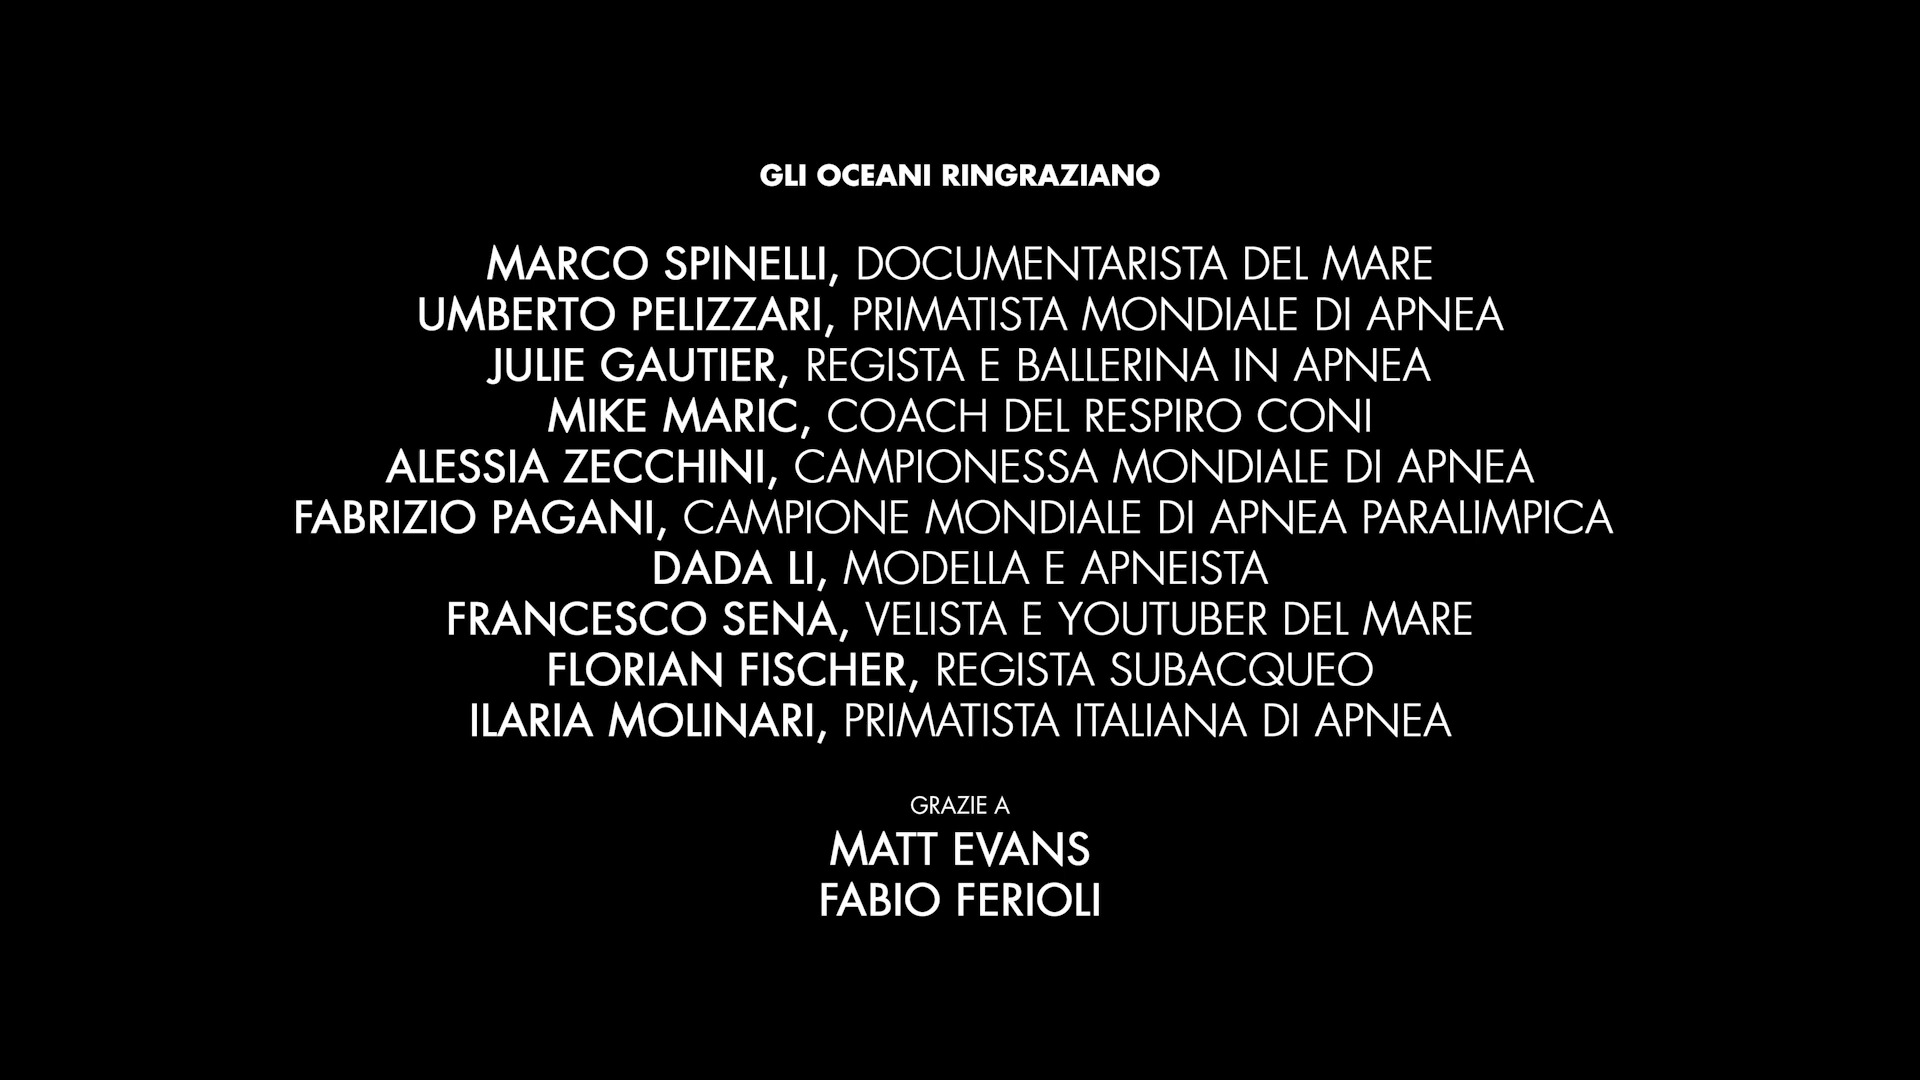 GLI OCEANI RINGRAZIANO
MARCO SPINELLI, DOCUMENTARISTA DEL MARE
UMBERTO PELIZZARI, PRIMATISTA MONDIALE DI APNEA
JULIE GAUTIER, REGISTA E BALLERINA IN APNEA
MIKE MARIC, COACH DEL RESPIRO CONI
ALESSIA ZECCHINI, CAMPIONESSA MONDIALE DI APNEA
FABRIZIO PAGANI, CAMPIONE MONDIALE DI APNEA PARALIMPICA
DADA LI, MODELLA E APNEISTA
FRANCESCO SENA, VELISTA E YOUTUBER DEL MARE
FLORIAN FISCHER, REGISTA SUBACQUEO
ILARIA MOLINARI, PRIMATISTA ITALIANA DI APNEA
GRAZIE A
MATT EVANS
FABIO FERIOLI